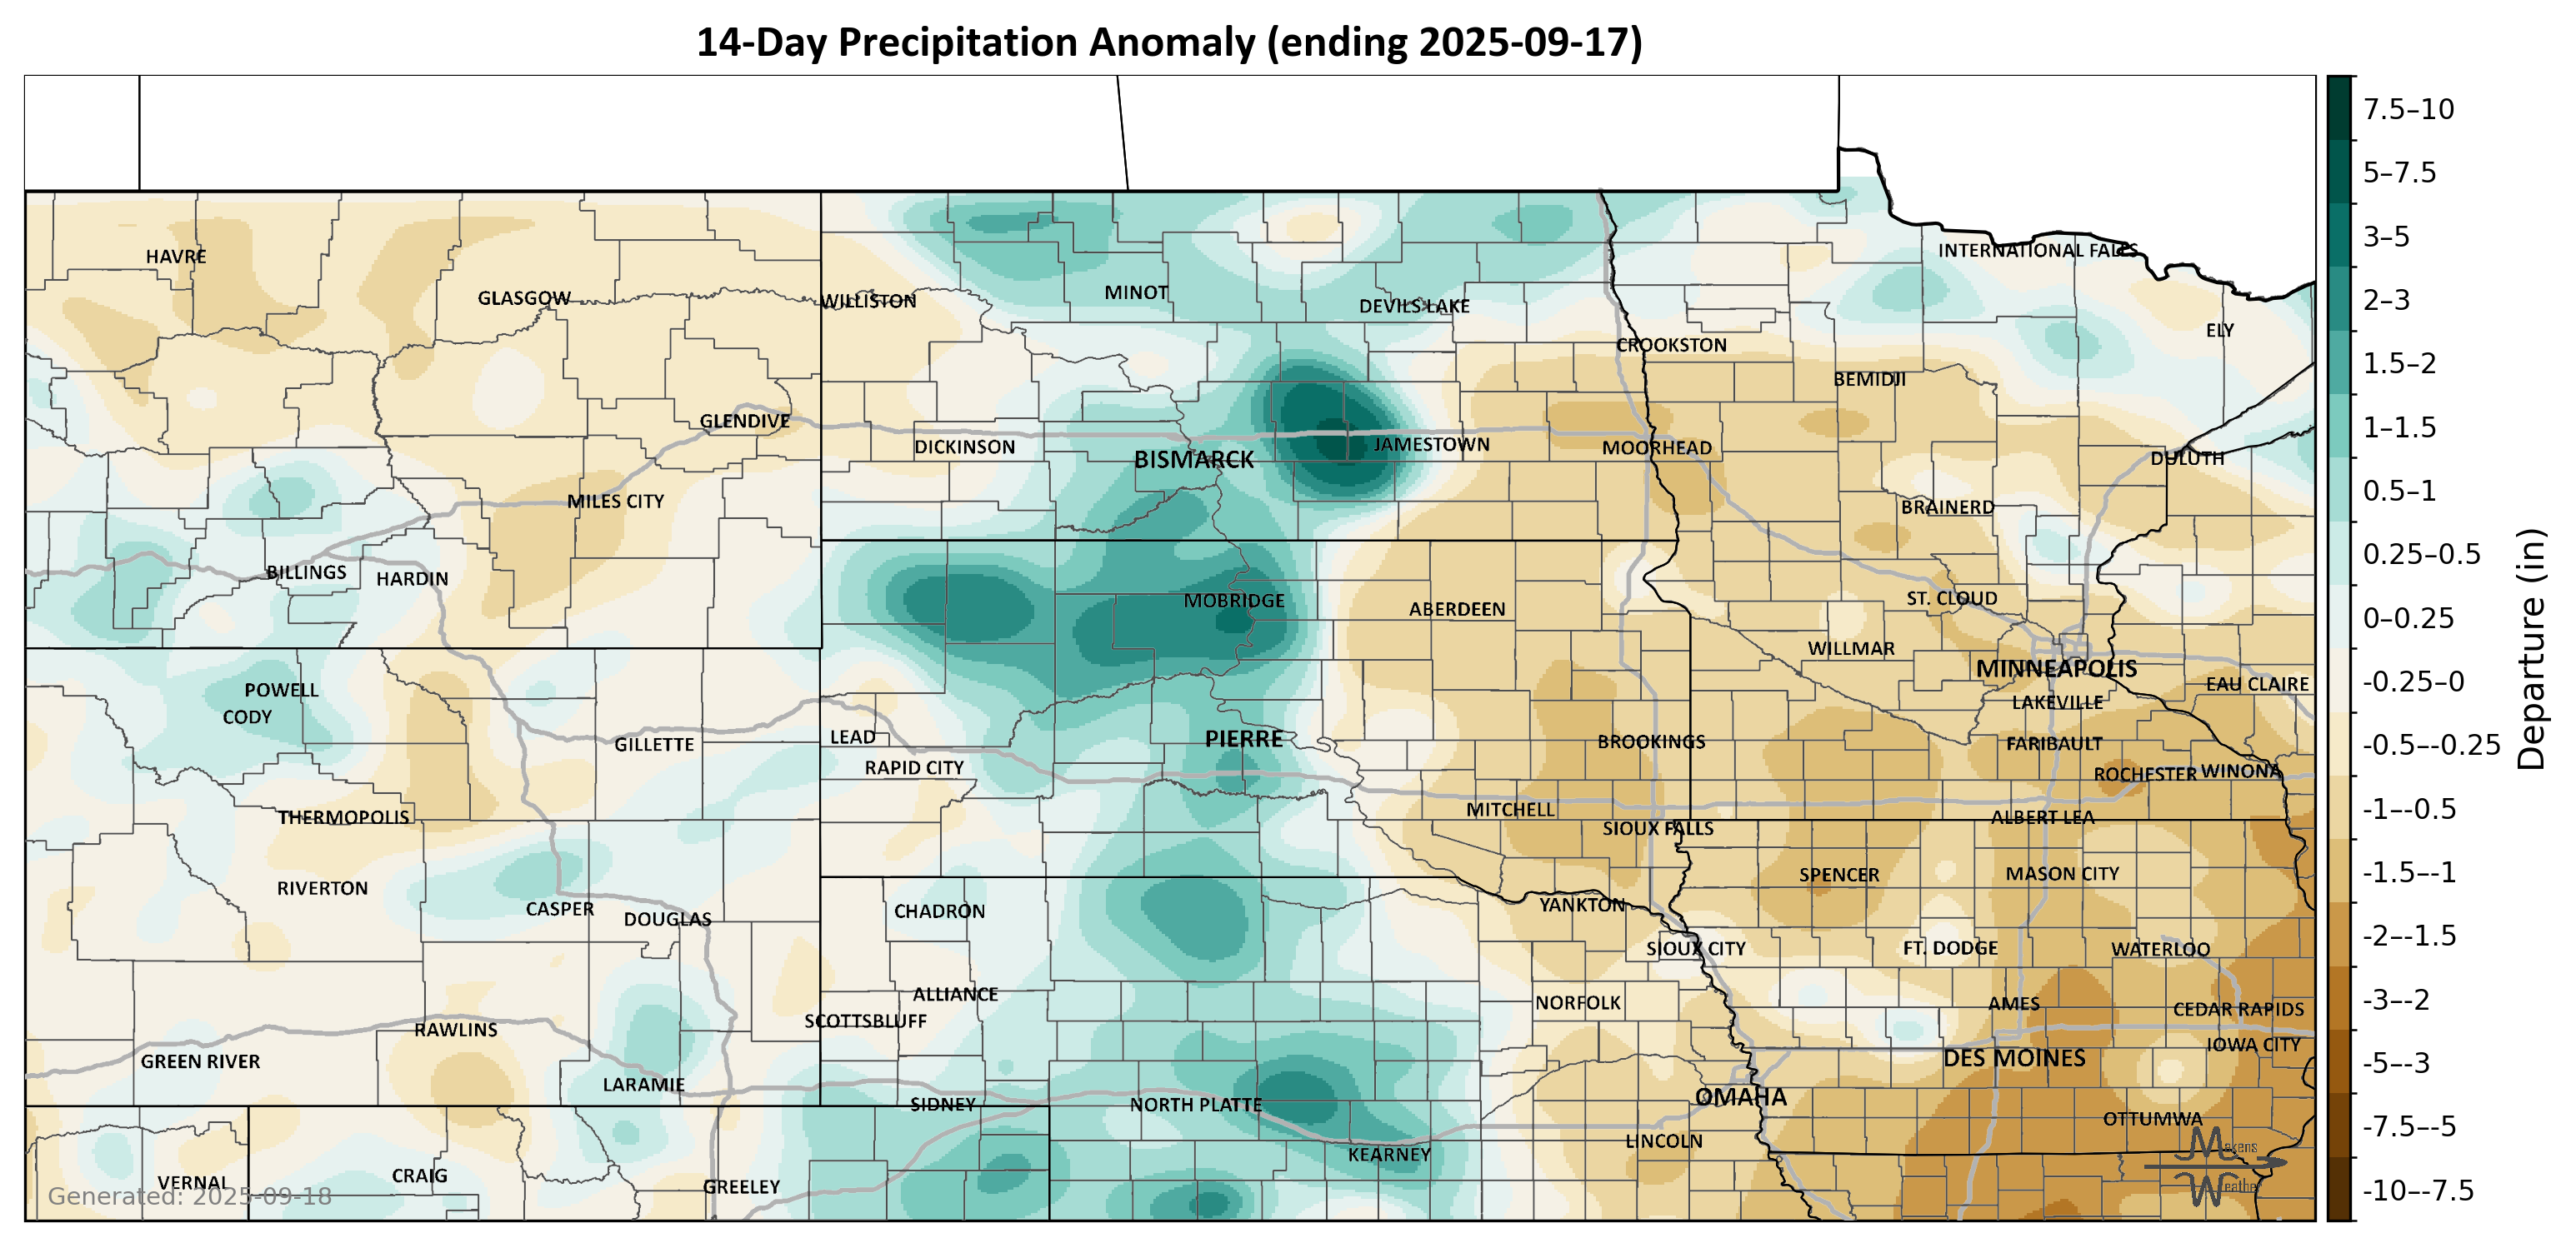 14-Day Precipitation Anomaly (ending 2025-09-17)
HAVRE
GLASGOW
WILLISTON
MINOT
DEVILS LAKE
INTERNATIONAL FALLS
ELY
CROOKSTON
BEMIDJI
GLENDIVE
DICKINSON
BISMARCK
JAMESTOWN
MOORHEAD
DULUTH
MILES CITY
BRAINERD
BILLINGS
HARDIN
MOBRIDGE
ABERDEEN
ST. CLOUD
WILLMAR
MINNEAPOLIS
EAU CLAIRE
POWELL
CODY
LAKEVILLE
GILLETTE
LEAD
PIERRE
BROOKINGS
FARIBAULT
RAPID CITY
ROCHESTER
WINONA
THERMOPOLIS
MITCHELL
SIOUX FALLS
ALBERT LEA
RIVERTON
SPENCER
MASON CITY
CASPER
DOUGLAS
CHADRON
YANKTON
SIOUX CITY
FT. DODGE
WATERLOO
ALLIANCE
NORFOLK
AMES
CEDAR RAPIDS
SCOTTSBLUFF
RAWLINS
GREEN RIVER
IOWA CITY
DES MOINES
LARAMIE
SIDNEY
NORTH PLATTE
OMAHA
OTTUMWA
LINCOLN
KEARNEY
VERNAL
CRAIG
GREELEY
Generated: 2025-09-18
Makens
Weather
7.5–10
5–7.5
3–5
2–3
1.5–2
1–1.5
0.5–1
0.25–0.5
0–0.25
-0.25–0
-0.5–-0.25
-1–-0.5
-1.5–-1
-2–-1.5
-3–-2
-5–-3
-7.5–-5
-10–-7.5
Departure (in)